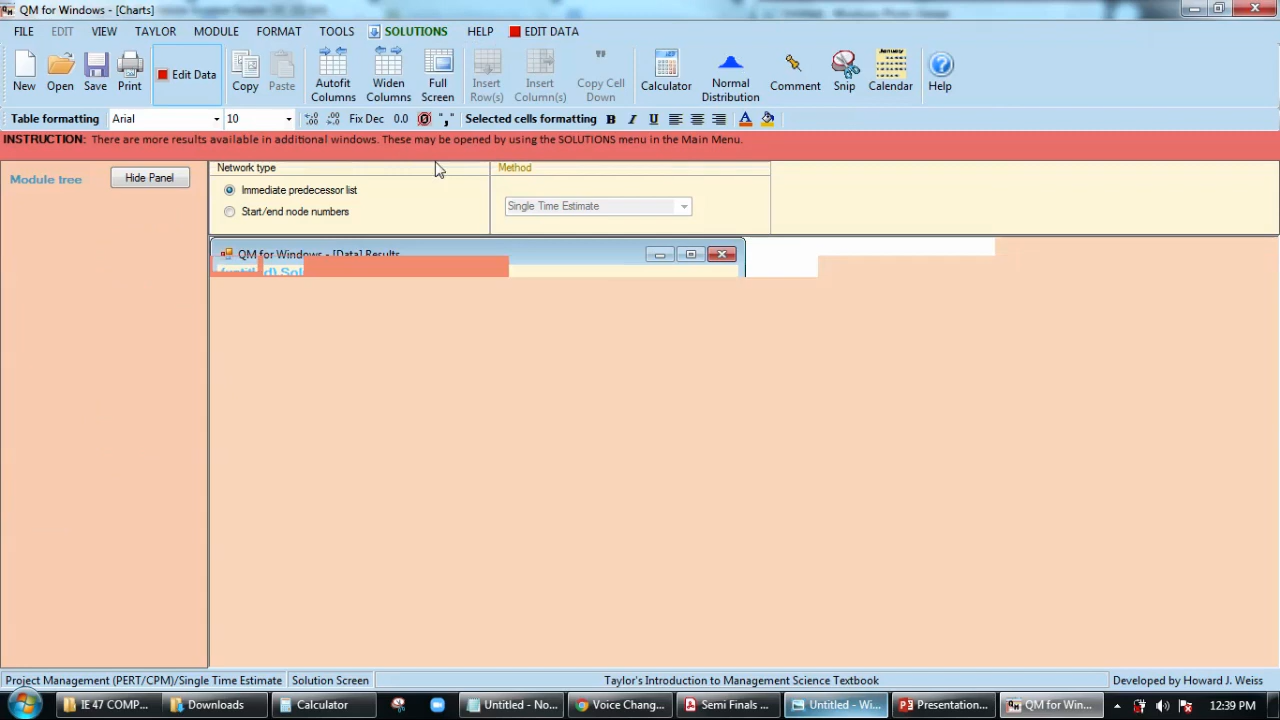 QM for Windows - [Charts]
FILE EDIT VIEW TAYLOR MODULE FORMAT TOOLS SOLUTIONS HELP EDIT DATA
New Open Save Print Edit Data Copy Paste Autofit Columns Widen Columns Full Screen Insert Row(s) Insert Column(s) Copy Cell Down Calculator Normal Distribution Comment Snip Calendar Help
January
Table formatting Arial 10 Fix Dec 0.0 Selected cells formatting B I U A
INSTRUCTION: There are more results available in additional windows. These may be opened by using the SOLUTIONS menu in the Main Menu.
Module tree Hide Panel
Network type
Immediate predecessor list
Start/end node numbers
Method
Single Time Estimate
QM for Windows - [Data] Results
Project Management (PERT/CPM)/Single Time Estimate Solution Screen Taylor's Introduction to Management Science Textbook Developed by Howard J. Weiss
IE 47 COMP... Downloads Calculator Untitled - No... Voice Chang... Semi Finals ... Untitled - Wi... Presentation... QM for Win... 12:39 PM